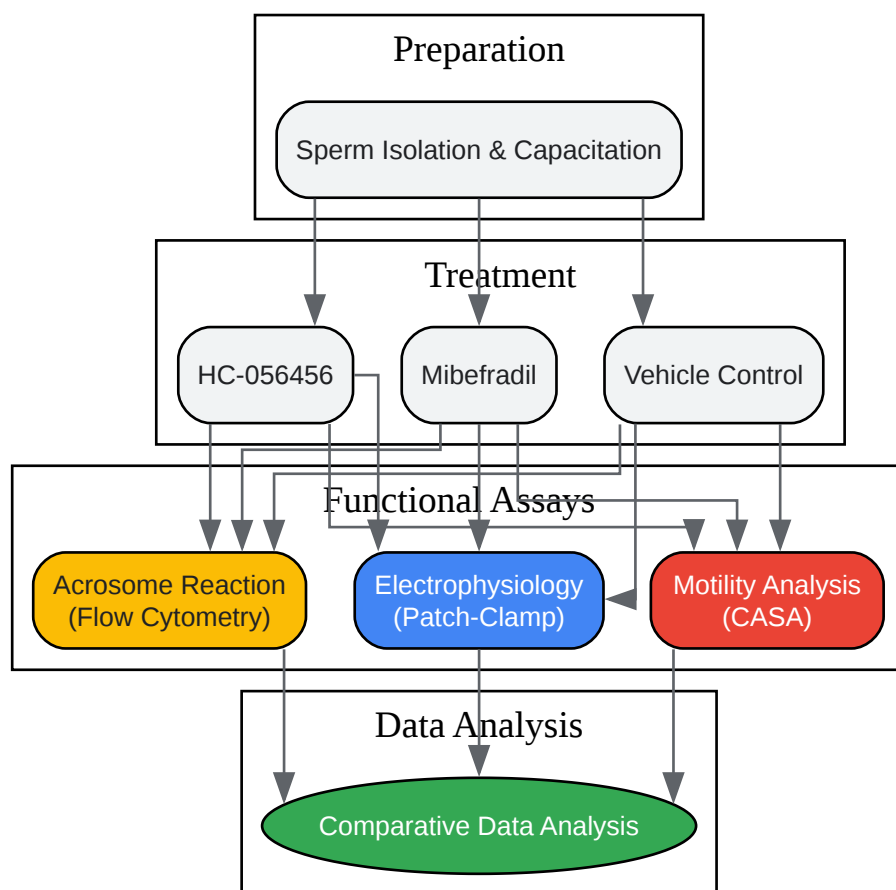 Preparation
Sperm Isolation & Capacitation
Treatment
HC-056456
Mibefradil
Vehicle Control
Functional Assays
Acrosome Reaction
(Flow Cytometry)
Electrophysiology
(Patch-Clamp)
Motility Analysis
(CASA)
Data Analysis
Comparative Data Analysis